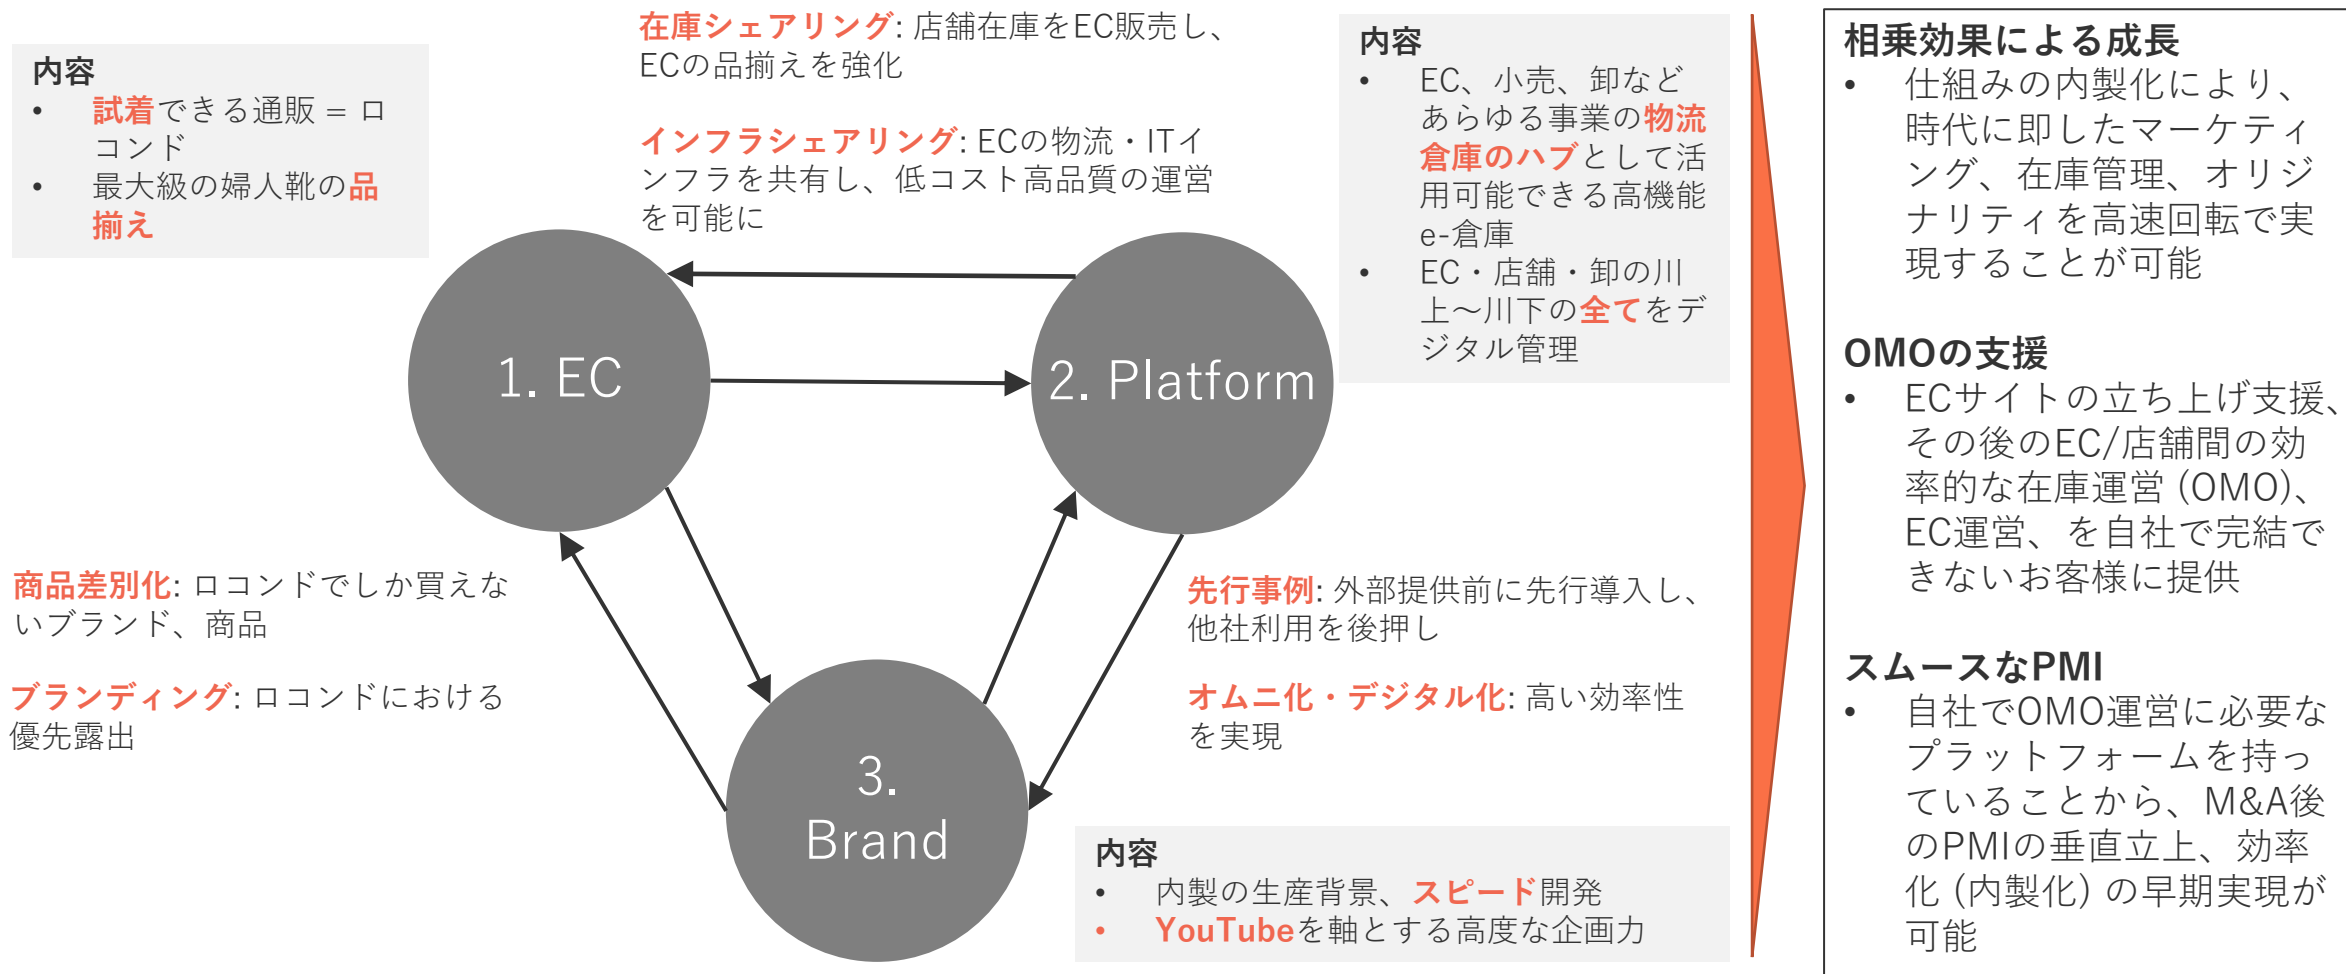 内容
• 試着できる通販 = ロ
コンド
• 最大級の婦人靴の品
揃え
在庫シェアリング: 店舗在庫をEC販売し、
ECの品揃えを強化
インフラシェアリング: ECの物流・ITイ
ンフラを共有し、低コスト高品質の運営
を可能に
内容
• EC、小売、卸など
あらゆる事業の物流
倉庫のハブとして活
用可能できる高機能
e-倉庫
• EC・店舗・卸の川
上～川下の全てをデ
ジタル管理
1. EC
2. Platform
商品差別化: ロコンドでしか買えな
いブランド、商品
ブランディング: ロコンドにおける
優先露出
先行事例: 外部提供前に先行導入し、
他社利用を後押し
オムニ化・デジタル化: 高い効率性
を実現
3.
Brand
内容
• 内製の生産背景、スピード開発
• YouTubeを軸とする高度な企画力
相乗効果による成長
• 仕組みの内製化により、
時代に即したマーケティ
ング、在庫管理、オリジ
ナリティを高速回転で実
現することが可能
OMOの支援
• ECサイトの立ち上げ支援、
その後のEC/店舗間の効
率的な在庫運営 (OMO)、
EC運営、を自社で完結で
きないお客様に提供
スムースなPMI
• 自社でOMO運営に必要な
プラットフォームを持っ
ていることから、M&A後
のPMIの垂直立上、効率
化 (内製化) の早期実現が
可能